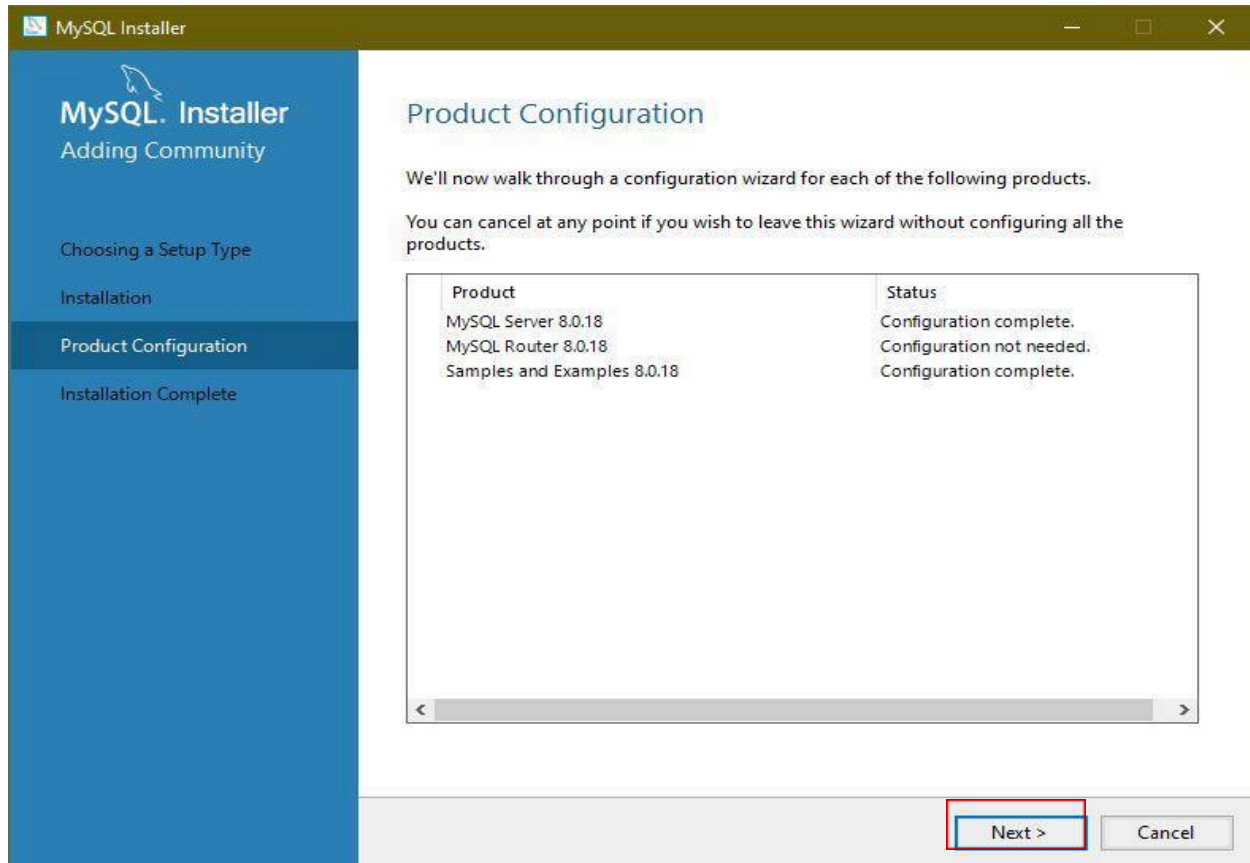 MySQL Installer
MySQL. Installer
Adding Community
Choosing a Setup Type
Installation
Product Configuration
Installation Complete
Product Configuration
We'll now walk through a configuration wizard for each of the following products.
You can cancel at any point if you wish to leave this wizard without configuring all the
products.
Product Status
MySQL Server 8.0.18 Configuration complete.
MySQL Router 8.0.18 Configuration not needed.
Samples and Examples 8.0.18 Configuration complete.
Next > Cancel